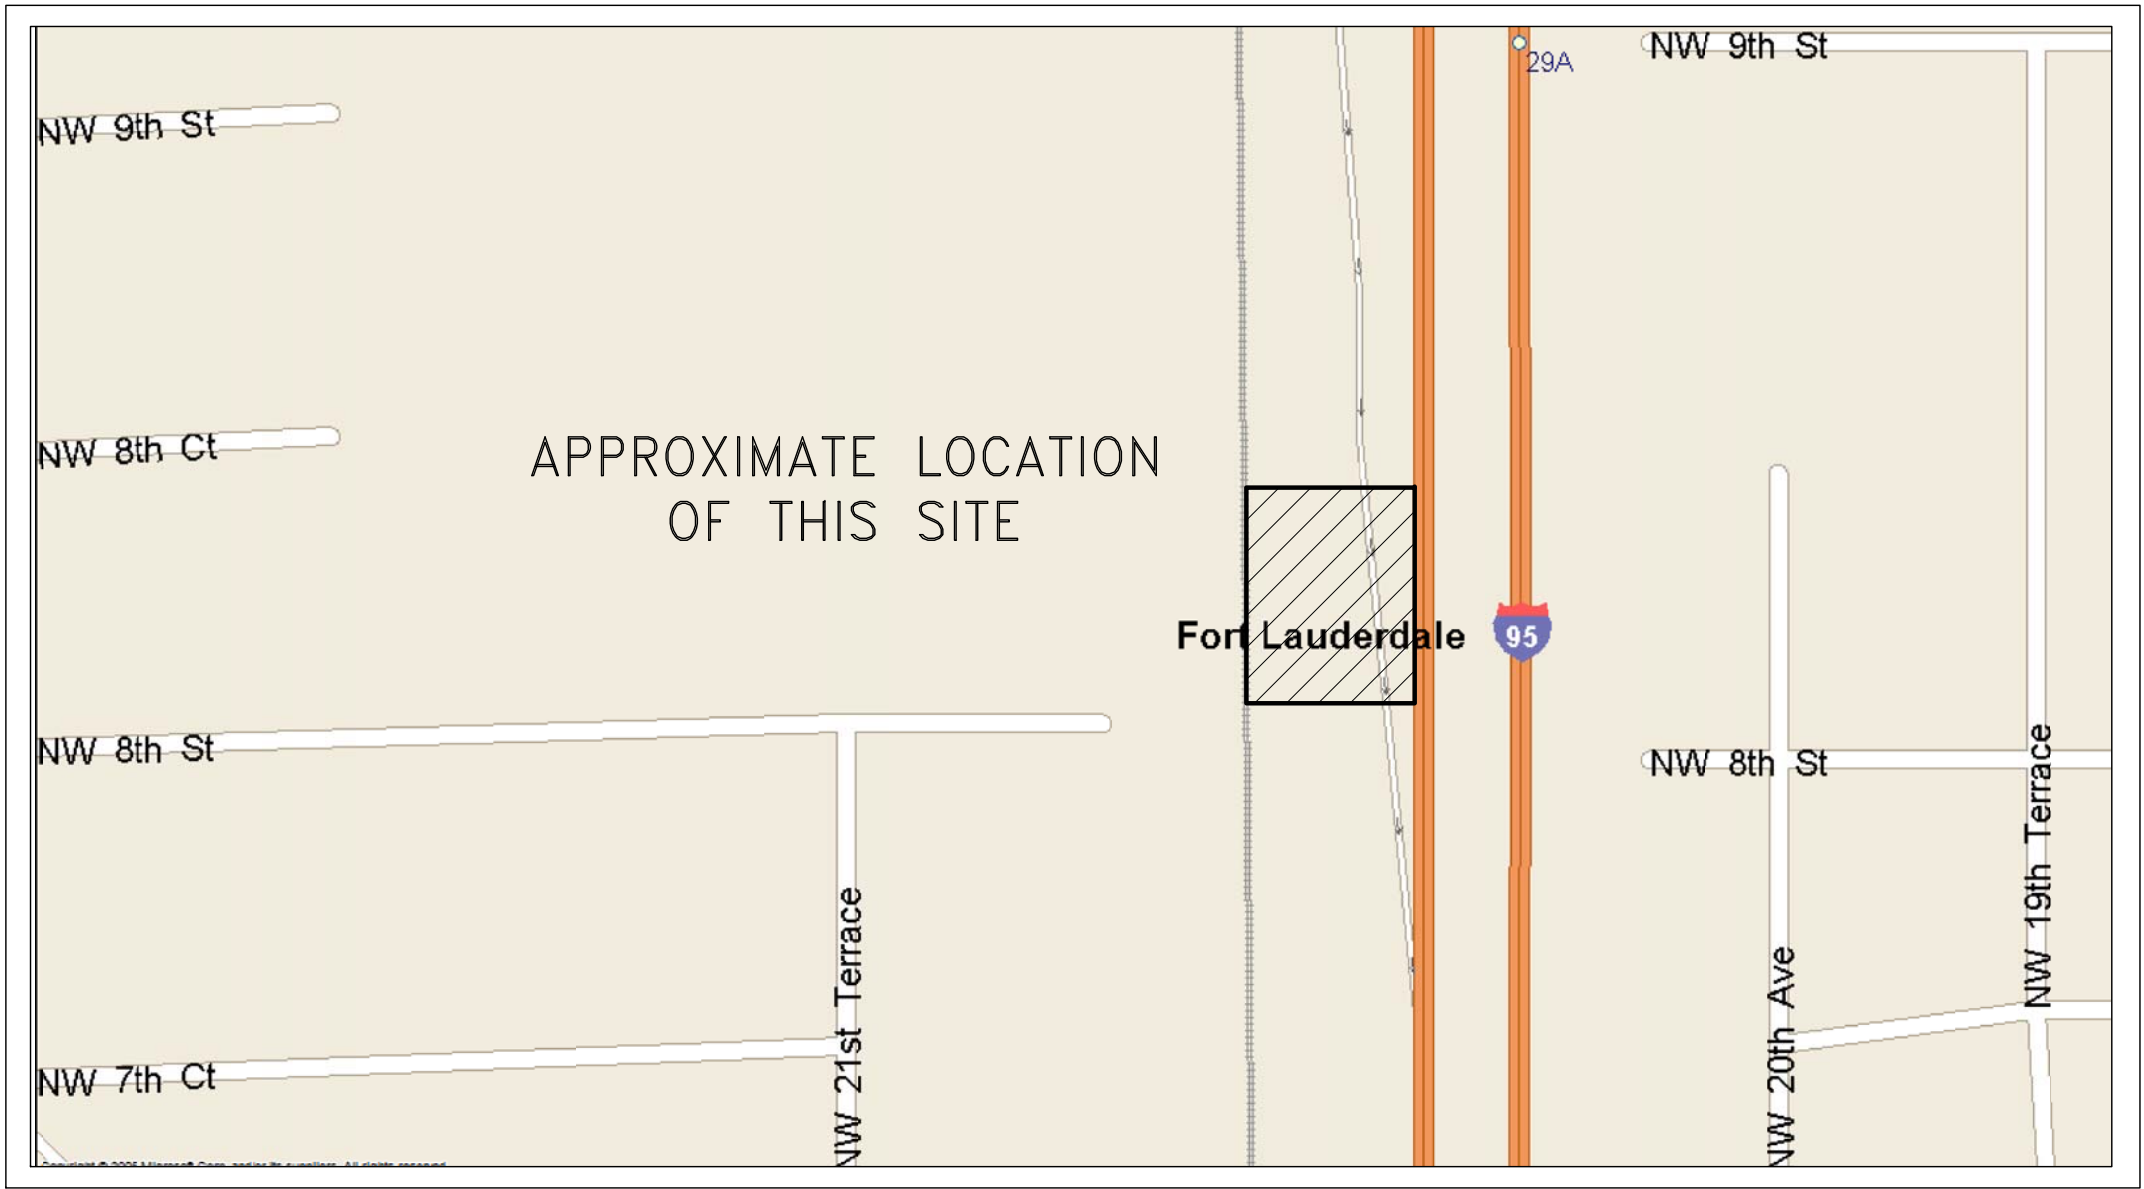 NW 9th St
29A
NW 9th St
NW 8th Ct
APPROXIMATE LOCATION
OF THIS SITE
Fort Lauderdale
95
NW 8th St
NW 8th St
NW 19th Terrace
NW 21st Terrace
NW 20th Ave
NW 7th Ct